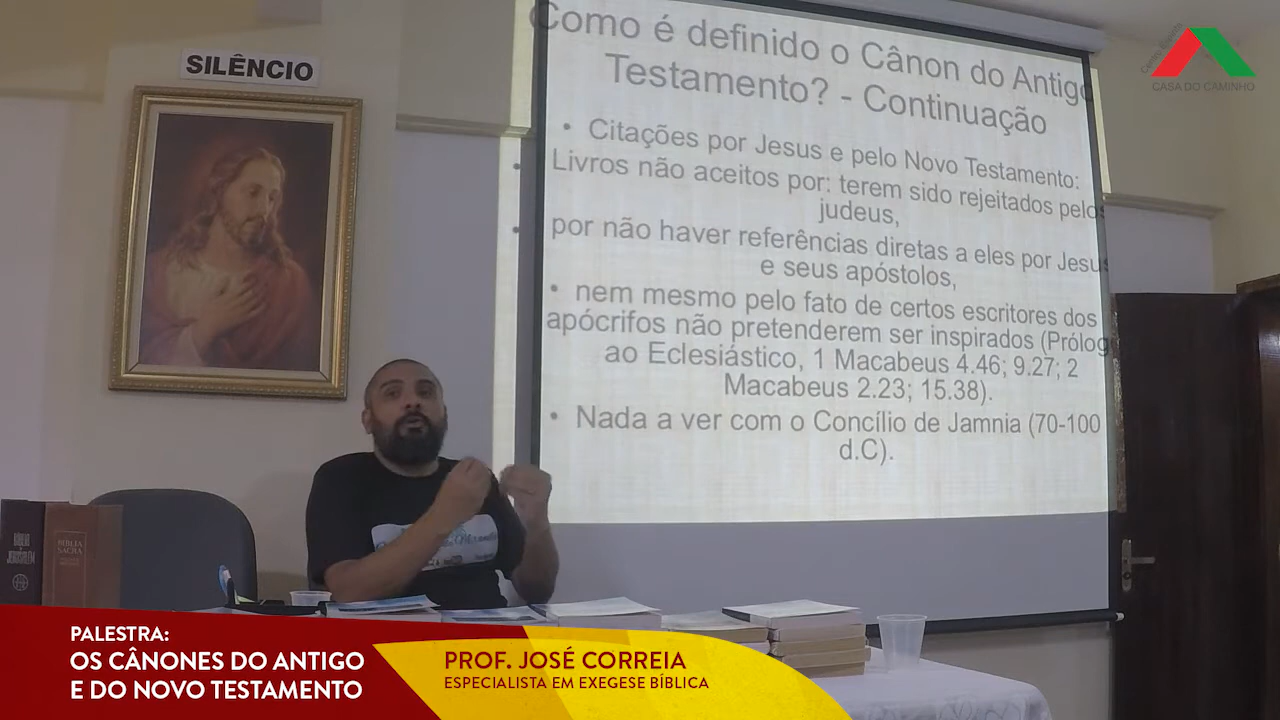 SILÊNCIO
CASA DO CAMINHO
Como é definido o Cânon do Antigo
Testamento? - Continuação
• Citações por Jesus e pelo Novo Testamento:
• Livros não aceitos por: terem sido rejeitados pelos
judeus,
• por não haver referências diretas a eles por Jesus
e seus apóstolos,
• nem mesmo pelo fato de certos escritores dos
apócrifos não pretenderem ser inspirados (Prólog
ao Eclesiástico, 1 Macabeus 4.46; 9.27; 2
Macabeus 2.23; 15.38).
• Nada a ver com o Concílio de Jamnia (70-100
d.C).
BÍBLIA
JERUSALÉM
BÍBLIA
SACRA
PALESTRA:
OS CÂNONES DO ANTIGO
E DO NOVO TESTAMENTO
PROF. JOSÉ CORREIA
ESPECIALISTA EM EXEGESE BÍBLICA